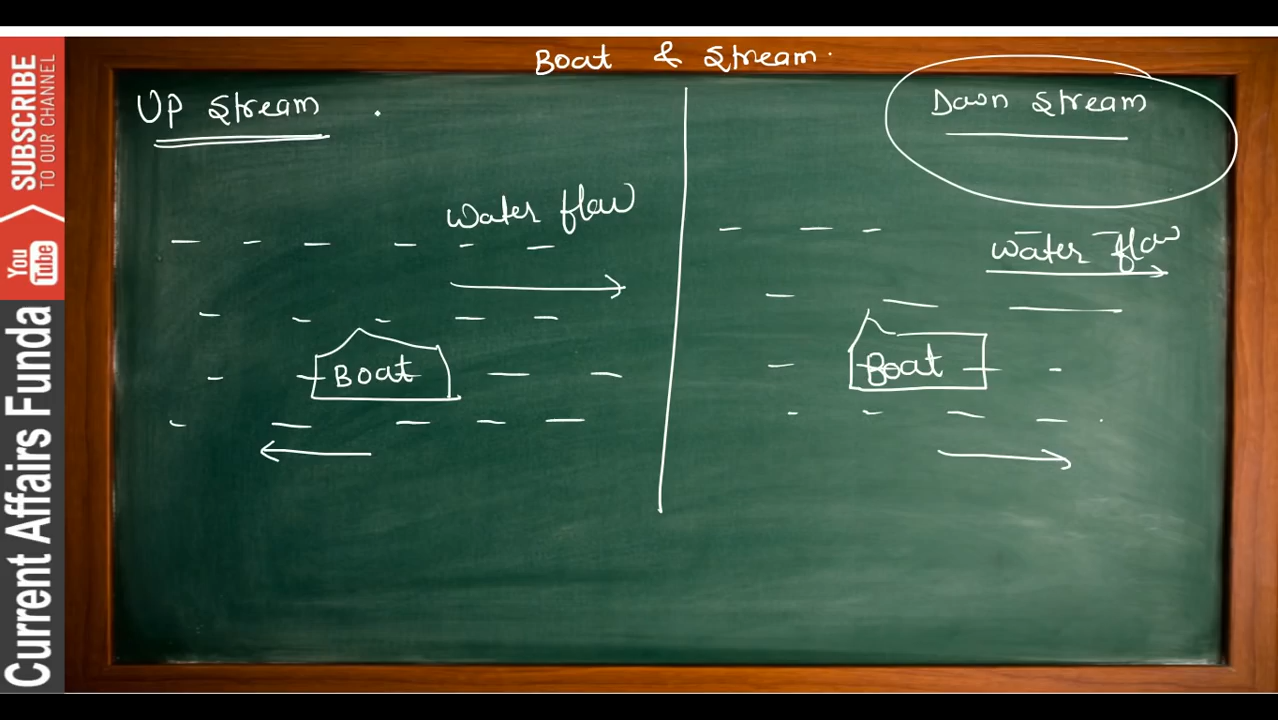 Boat & Stream.
Up Stream
Water flow
Boat
Down Stream
Water flow
Boat
SUBSCRIBE
TO OUR CHANNEL
You
Tube
Current Affairs Funda